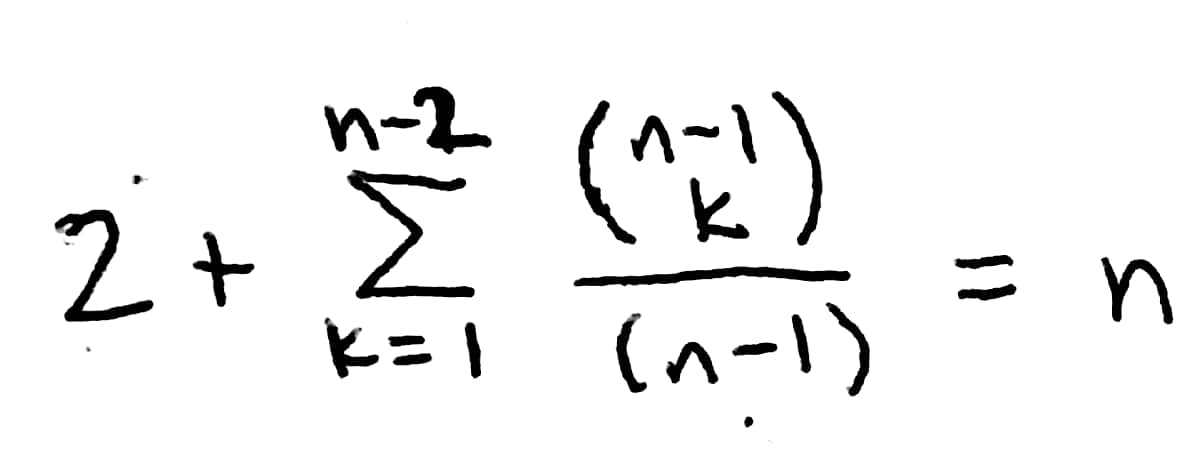 2 + \sum_{k=1}^{n-2} \frac{\binom{n-1}{k}}{(n-1)} = n